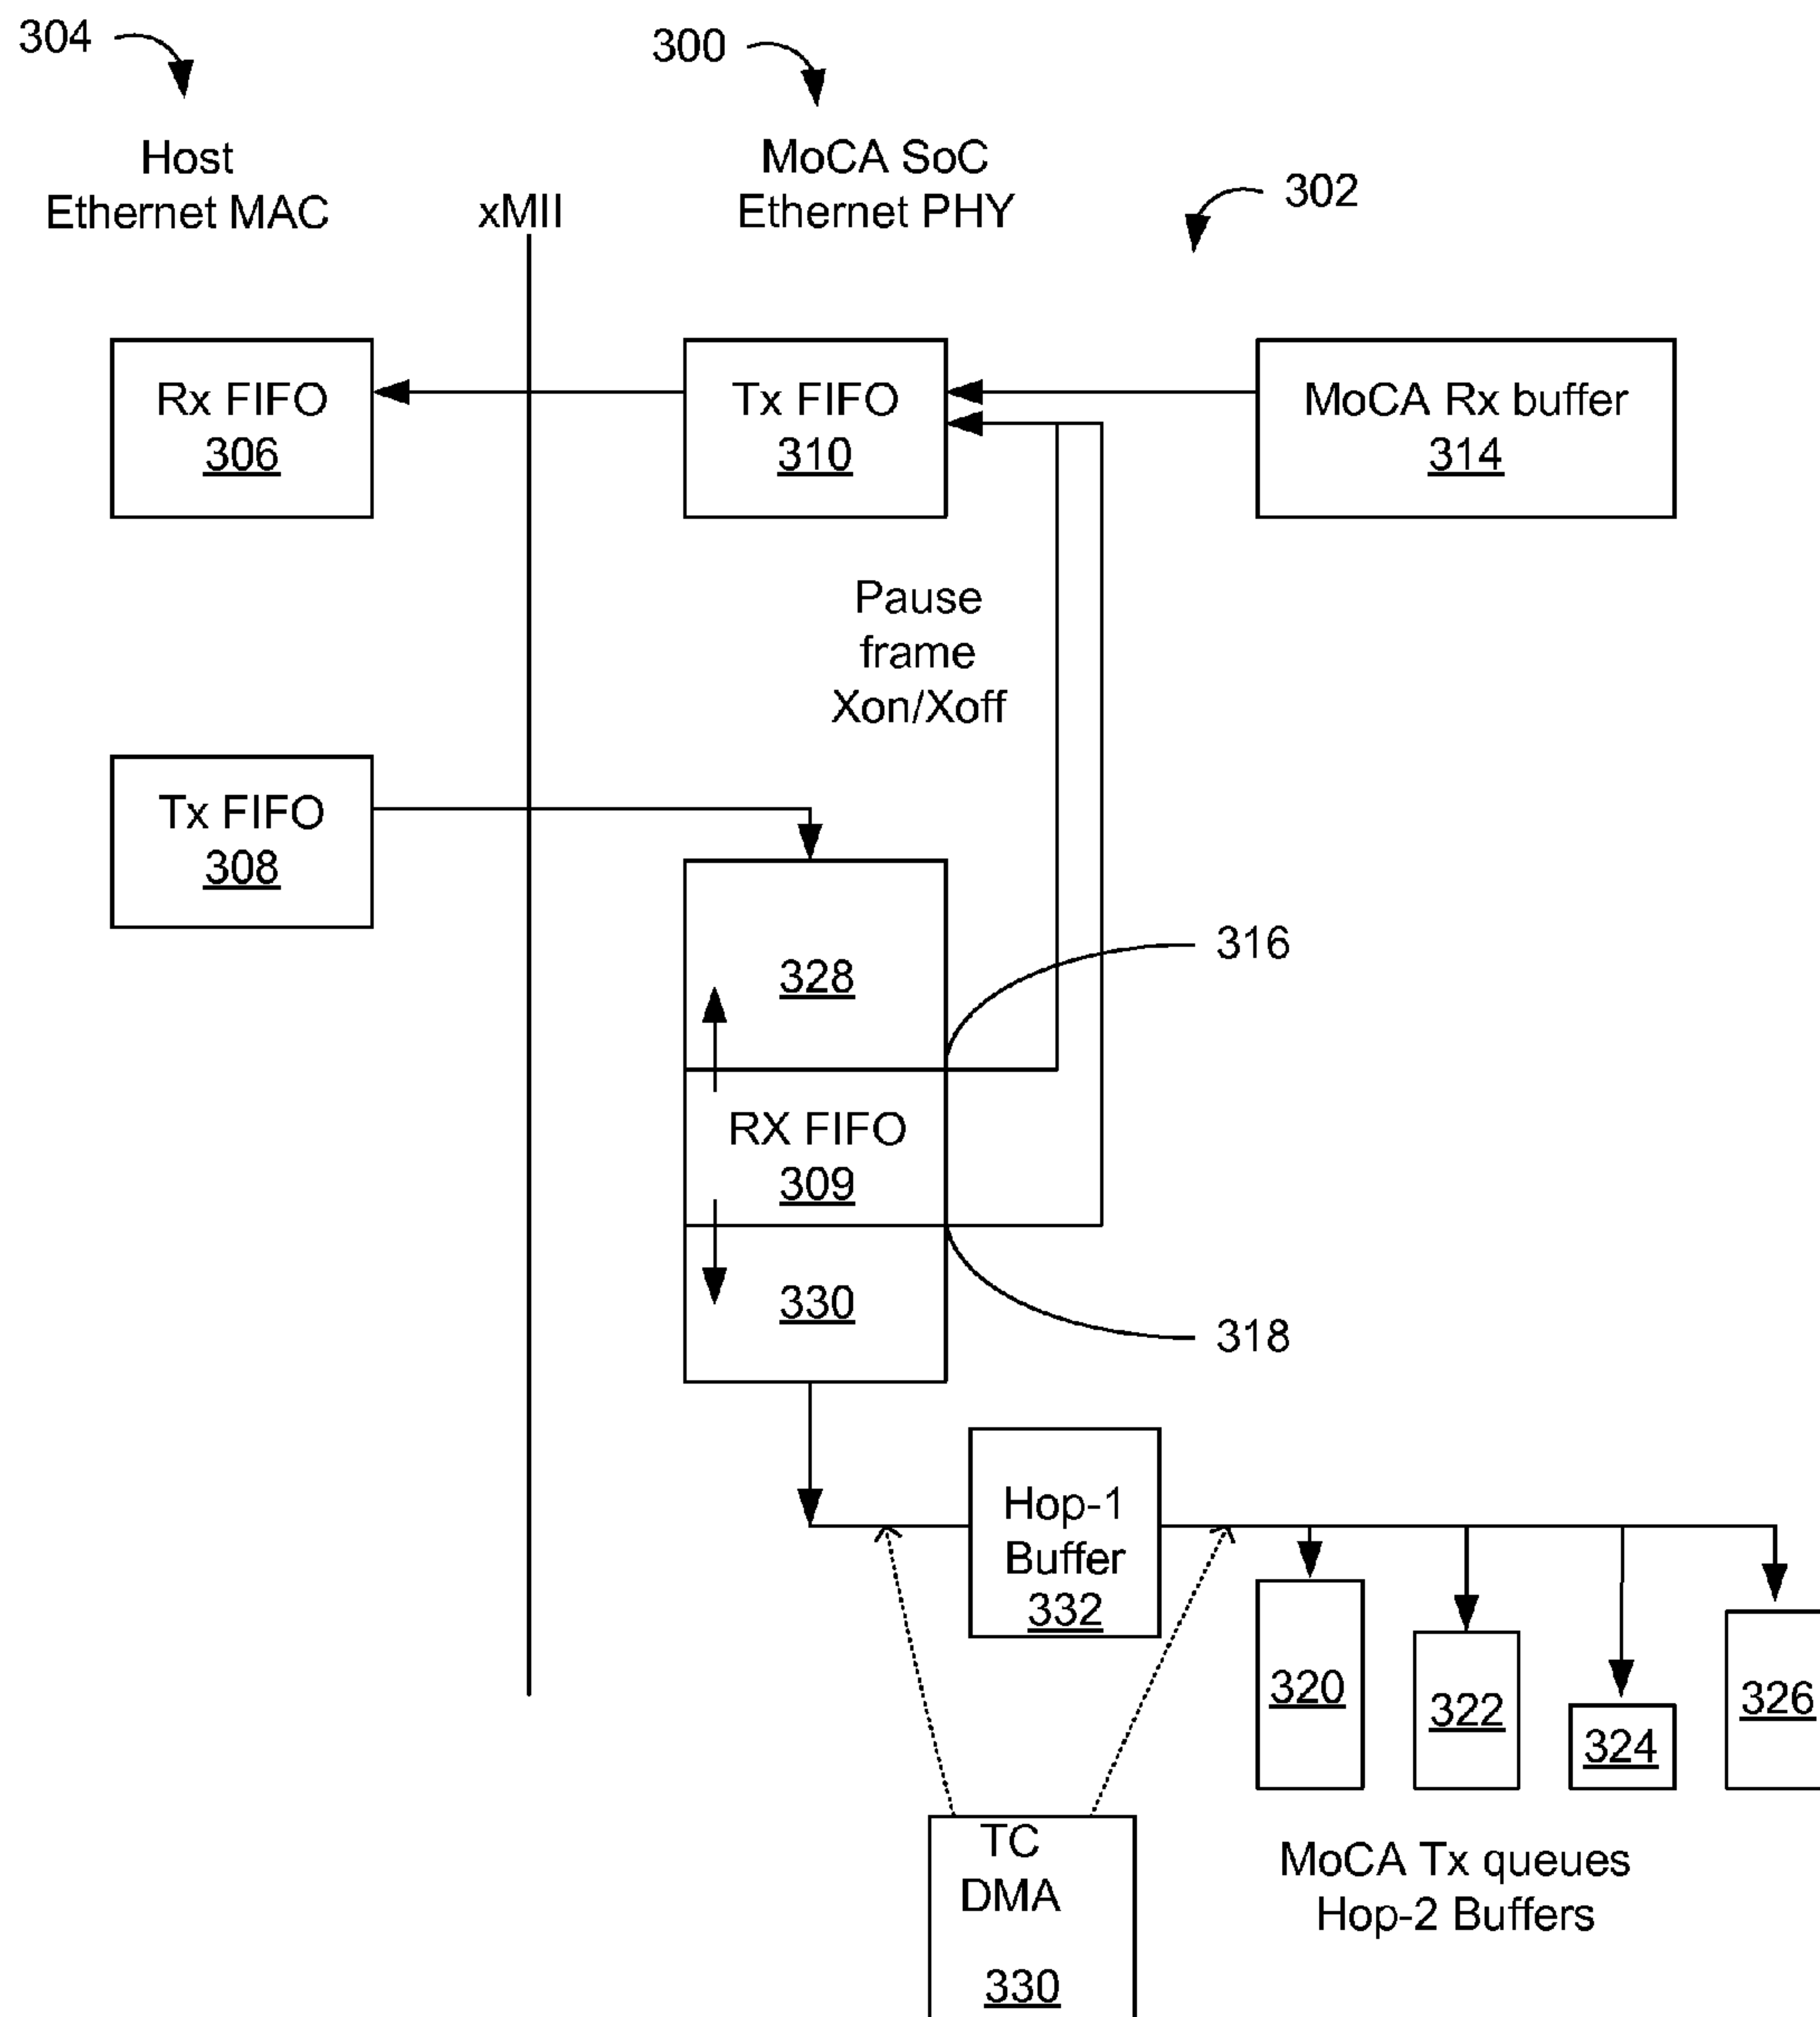 304
300
Host
Ethernet MAC
xMII
MoCA SoC
Ethernet PHY
302
Rx FIFO
306
Tx FIFO
310
MoCA Rx buffer
314
Pause
frame
Xon/Xoff
Tx FIFO
308
328
316
RX FIFO
309
330
318
Hop-1
Buffer
332
320
322
324
326
TC
DMA
330
MoCA Tx queues
Hop-2 Buffers